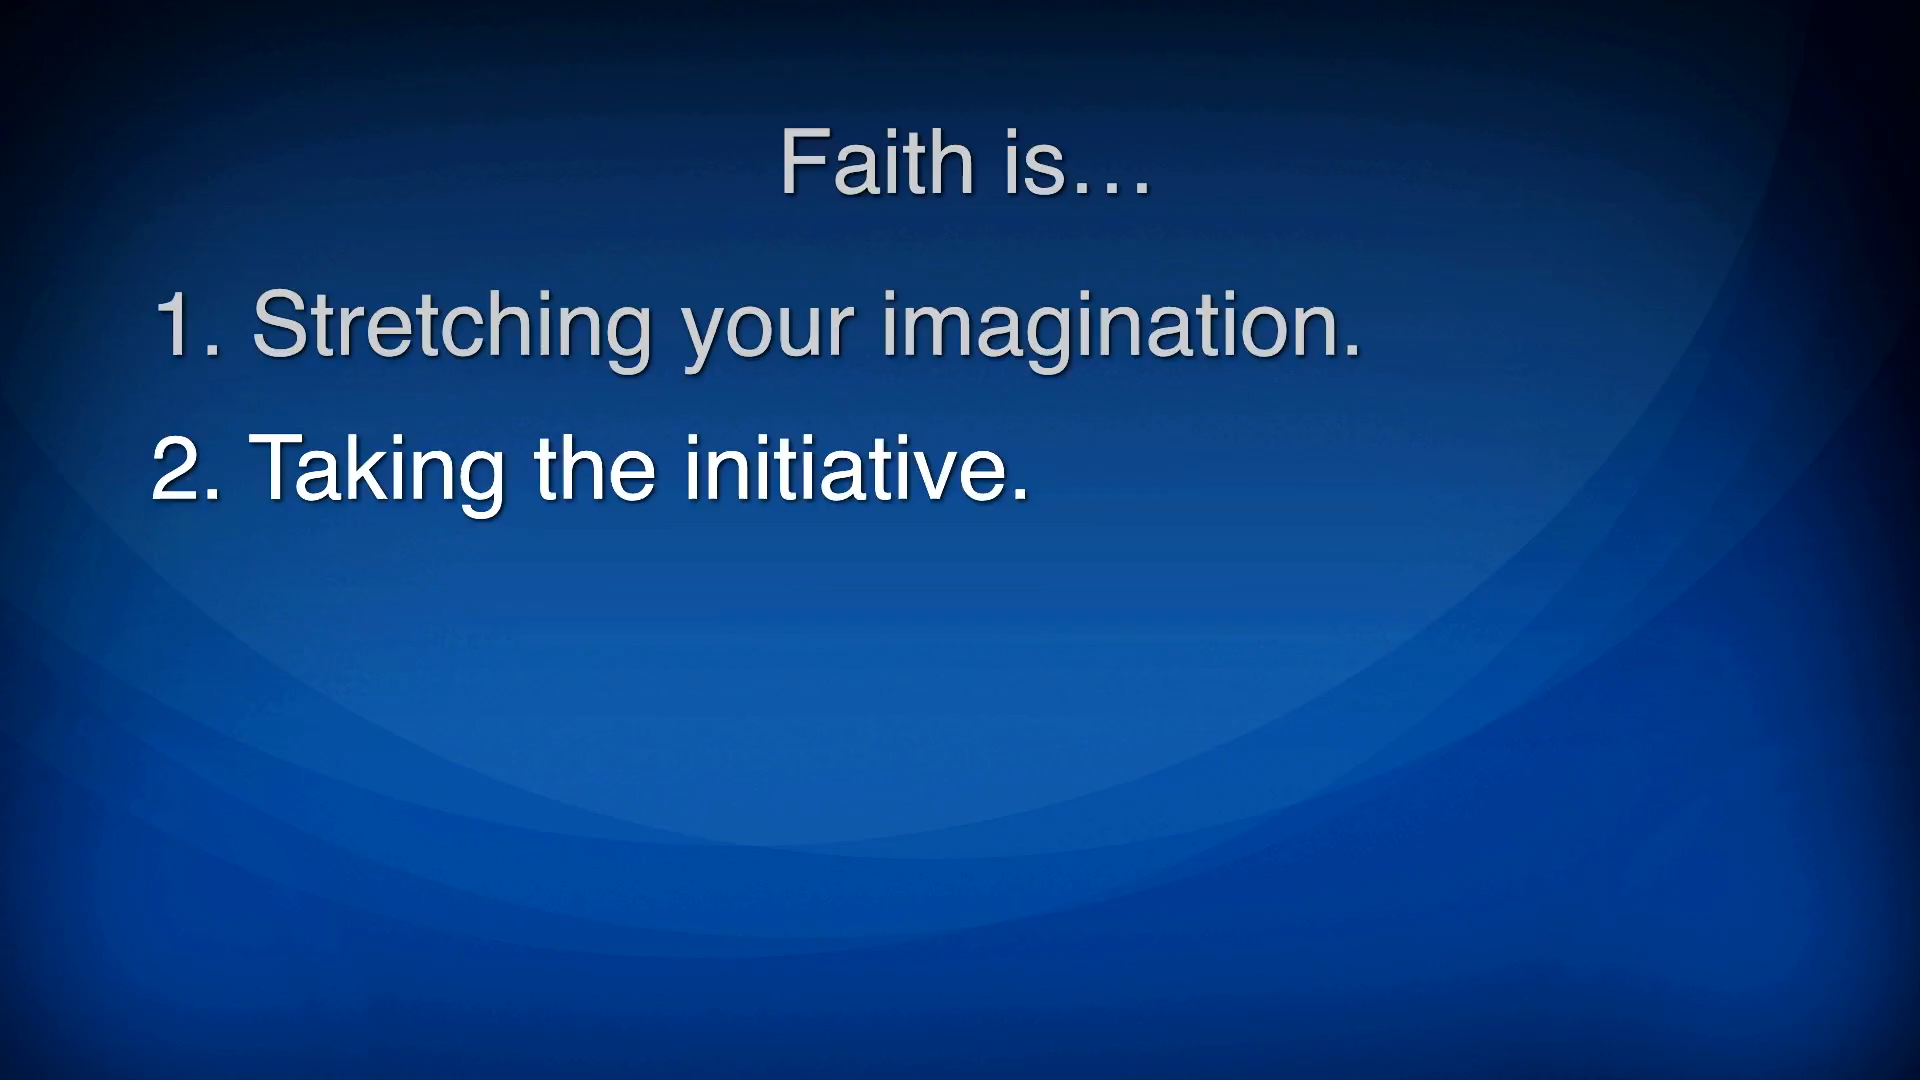 Faith is…
1. Stretching your imagination.
2. Taking the initiative.